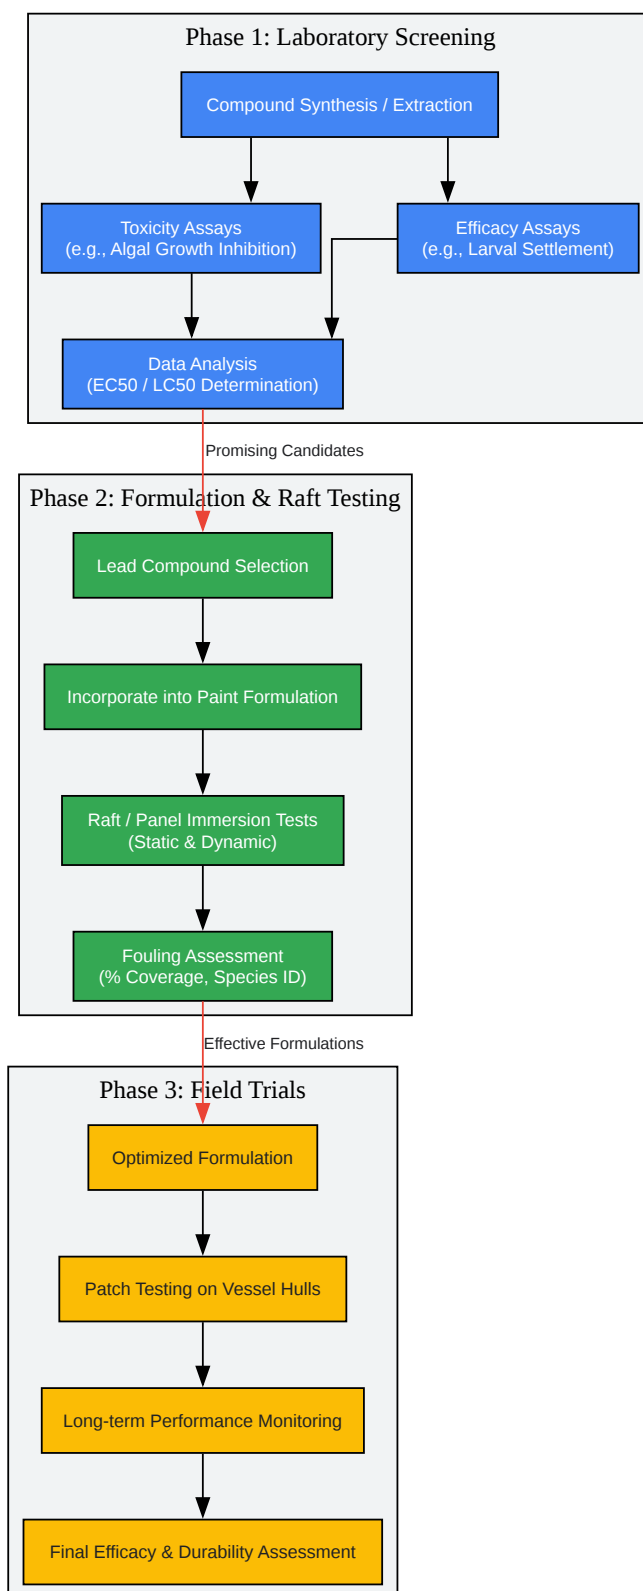 Phase 1: Laboratory Screening
Compound Synthesis / Extraction
Toxicity Assays
(e.g., Algal Growth Inhibition)
Efficacy Assays
(e.g., Larval Settlement)
Data Analysis
(EC50 / LC50 Determination)
Promising Candidates
Phase 2: Formulation & Raft Testing
Lead Compound Selection
Incorporate into Paint Formulation
Raft / Panel Immersion Tests
(Static & Dynamic)
Fouling Assessment
(% Coverage, Species ID)
Effective Formulations
Phase 3: Field Trials
Optimized Formulation
Patch Testing on Vessel Hulls
Long-term Performance Monitoring
Final Efficacy & Durability Assessment